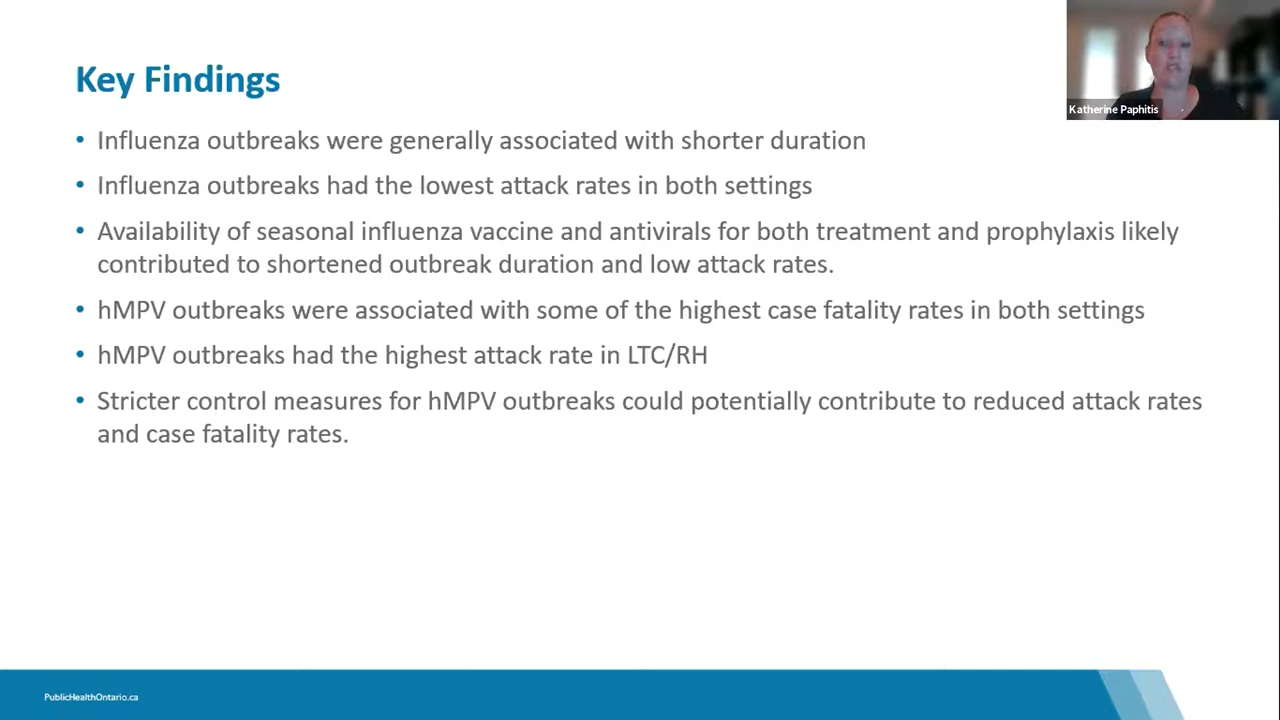 Key Findings
Katherine Paphitis
• Influenza outbreaks were generally associated with shorter duration
• Influenza outbreaks had the lowest attack rates in both settings
• Availability of seasonal influenza vaccine and antivirals for both treatment and prophylaxis likely
contributed to shortened outbreak duration and low attack rates.
• hMPV outbreaks were associated with some of the highest case fatality rates in both settings
• hMPV outbreaks had the highest attack rate in LTC/RH
• Stricter control measures for hMPV outbreaks could potentially contribute to reduced attack rates
and case fatality rates.
PublicHealthOntario.ca